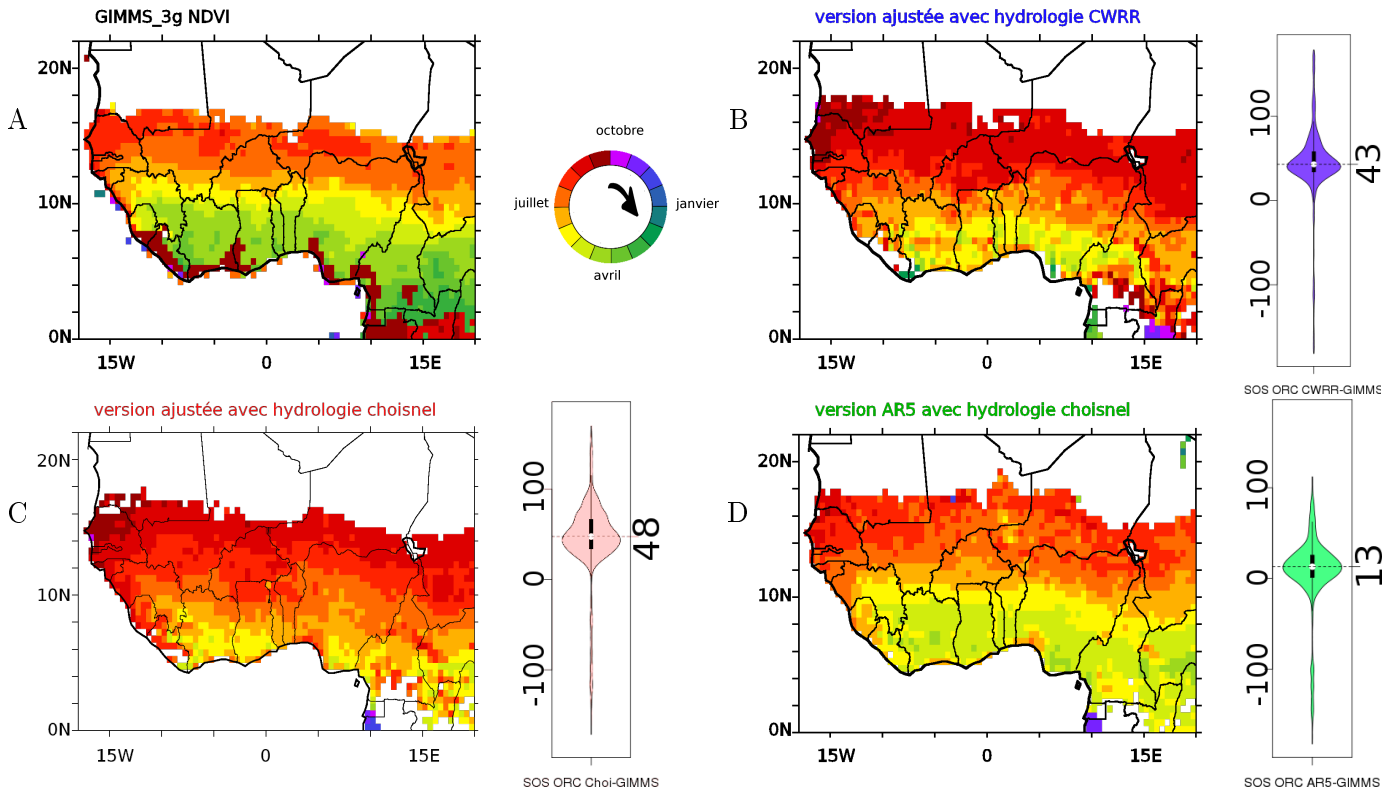 GIMMS_3g NDVI
A
20N
10N
0N
15W
0
15E
octobre
juillet
janvier
avril
version ajustée avec hydrologie CWRR
B
20N
10N
0N
15W
0
15E
100
0
-100
43
SOS ORC CWRR-GIMMS
version ajustée avec hydrologie choisnel
C
20N
10N
0N
15W
0
15E
100
0
-100
48
SOS ORC Choi-GIMMS
version AR5 avec hydrologie choisnel
D
20N
10N
0N
15W
0
15E
100
0
-100
13
SOS ORC AR5-GIMMS